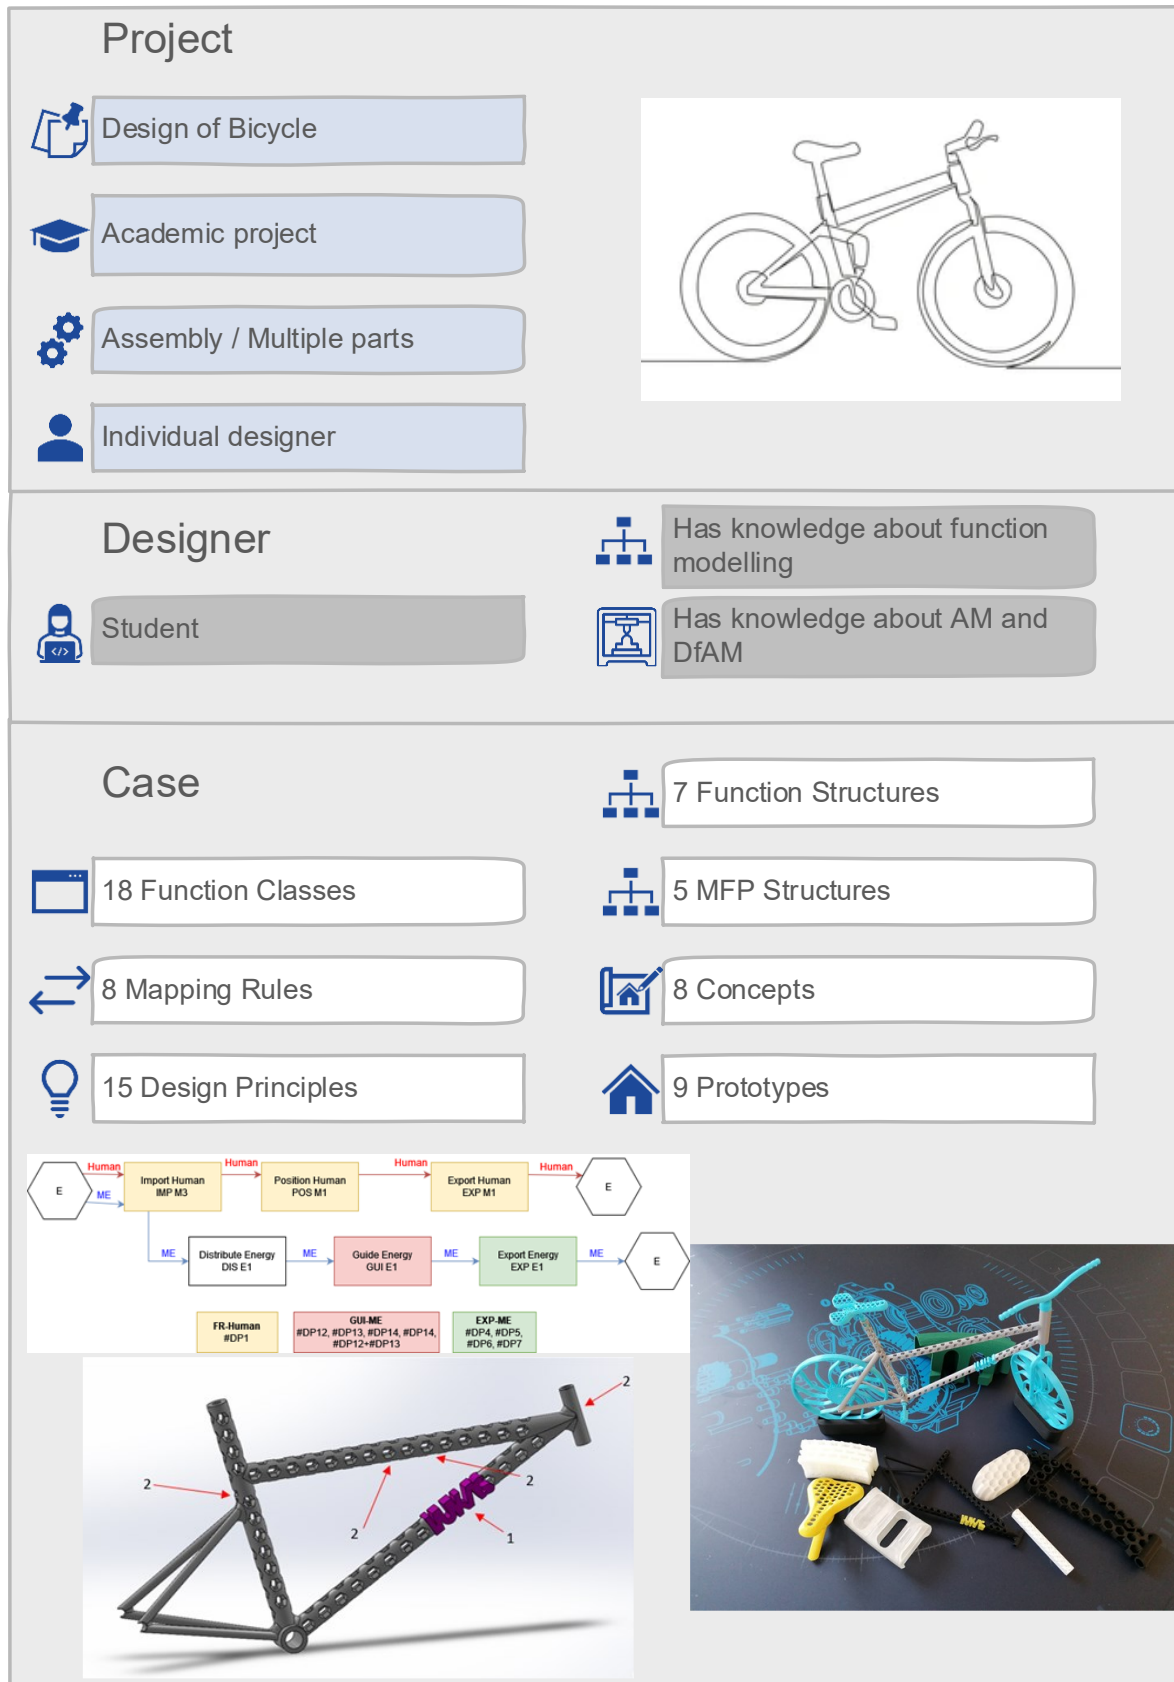 Project
Design of Bicycle
Academic project
Assembly / Multiple parts
Individual designer
Designer
Student
Has knowledge about function
modelling
Has knowledge about AM and
DfAM
Case
18 Function Classes
8 Mapping Rules
15 Design Principles
7 Function Structures
5 MFP Structures
8 Concepts
9 Prototypes
Human
Human
Human
Human
E
ME
Import Human
IMP M3
Position Human
POS M1
Export Human
EXP M1
E
ME
Distribute Energy
DIS E1
ME
Guide Energy
GUI E1
ME
Export Energy
EXP E1
ME
E
FR-Human
#DP1
GUI-ME
#DP12, #DP13, #DP14, #DP14,
#DP12+#DP13
EXP-ME
#DP4, #DP5,
#DP6, #DP7
2
2
2
2
1